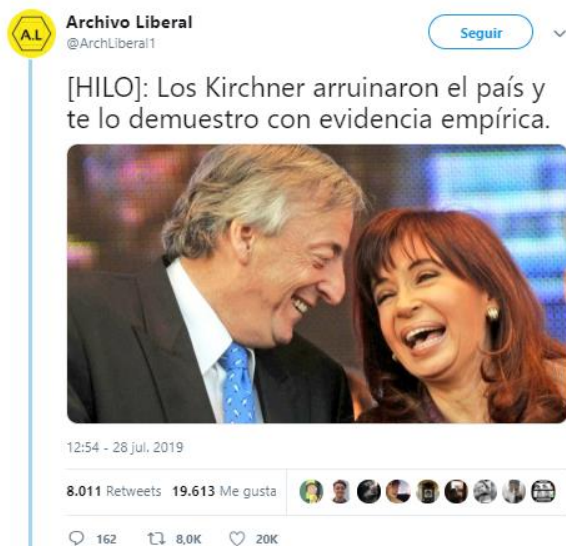 A.L
Archivo Liberal
@ArchLiberal1
Seguir
[HILO]: Los Kirchner arruinaron el país y
te lo demuestro con evidencia empírica.
12:54 - 28 jul. 2019
8.011 Retweets 19.613 Me gusta
162 8,0K 20K